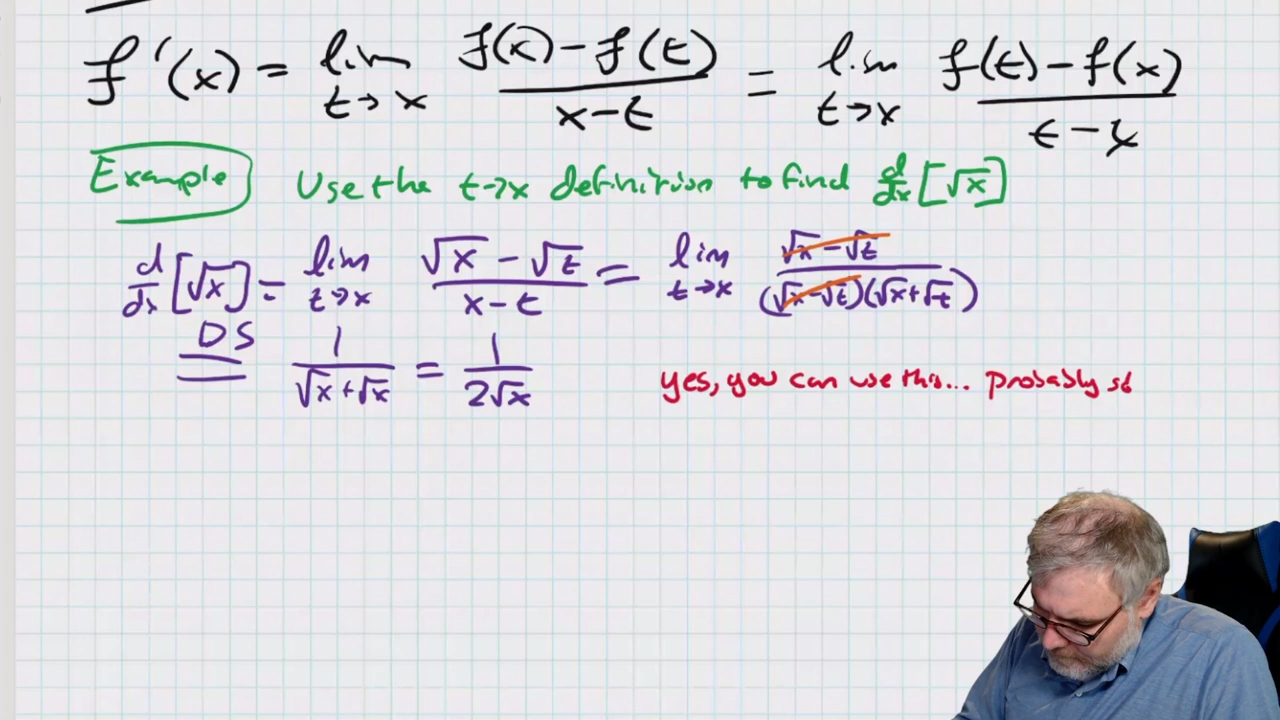 f'(x) = lim t→x (f(x) − f(t))/(x − t) = lim t→x (f(t) − f(x))/(t − x)
Example Use the t→x definition to find d/dx [√x]
d/dx [√x] = lim t→x (√x − √t)/(x − t) = lim t→x (√x − √t)/((√x − √t)(√x + √t))
DS = 1/(√x + √x) = 1/(2√x)
yes, you can use this... probably st